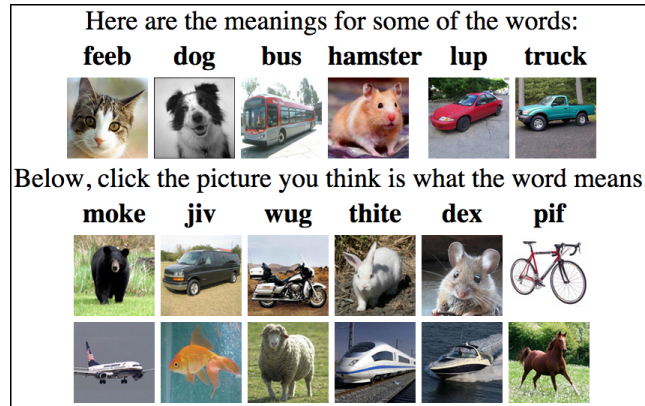 Here are the meanings for some of the words:
feeb dog bus hamster lup truck
Below, click the picture you think is what the word means:
moke jiv wug thite dex pif